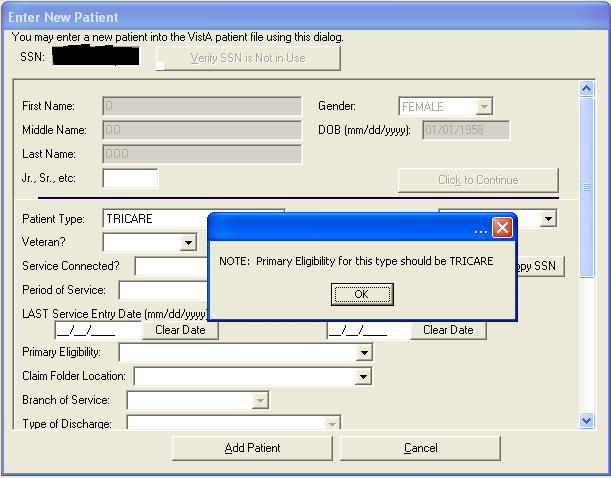 Enter New Patient
You may enter a new patient into the VistA patient file using this dialog.
SSN: Verify SSN is Not in Use
First Name: 0 Gender: FEMALE
Middle Name: 00 DOB (mm/dd/yyyy): 01/01/1958
Last Name: 000
Jr., Sr., etc: Click to Continue
Patient Type: TRICARE
...
Veteran?
NOTE: Primary Eligibility for this type should be TRICARE
Service Connected? SSN
OK
Period of Service:
LAST Service Entry Date (mm/dd/yyyy)
__/__/____ Clear Date __/__/____ Clear Date
Primary Eligibility:
Claim Folder Location:
Branch of Service:
Type of Discharge:
Add Patient Cancel